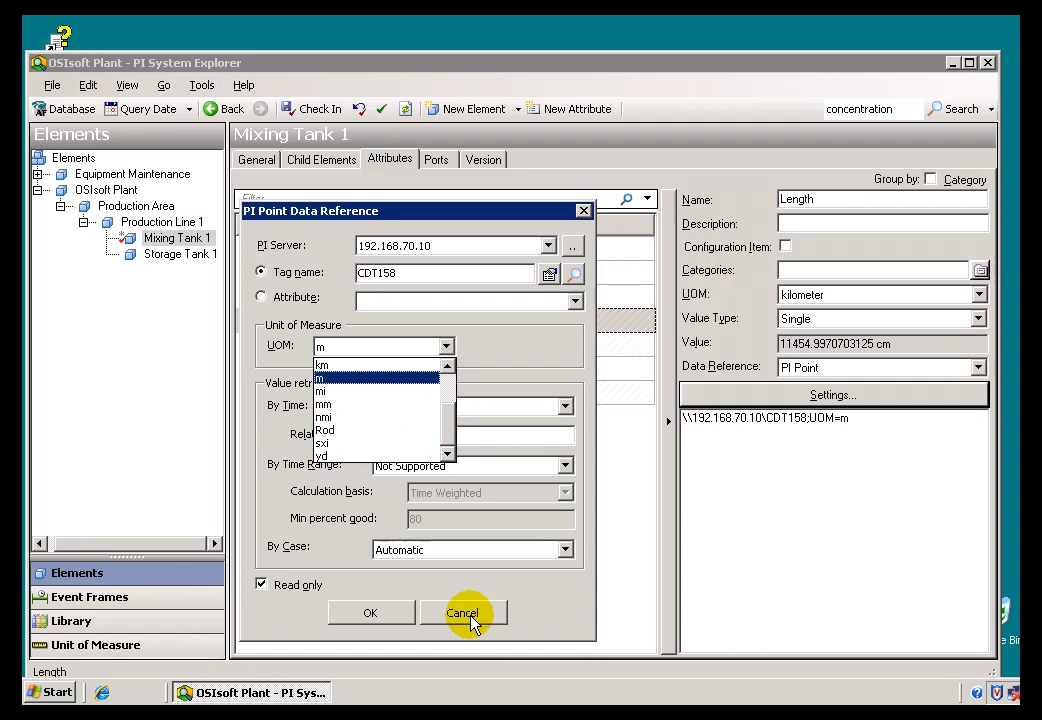 OSIsoft Plant - PI System Explorer
File Edit View Go Tools Help
Database Query Date Back Check In New Element New Attribute concentration Search
Elements
Elements
Equipment Maintenance
OSIsoft Plant
Production Area
Production Line 1
Mixing Tank 1
Storage Tank 1
Elements
Event Frames
Library
Unit of Measure
Mixing Tank 1
General Child Elements Attributes Ports Version
Group by: Category
Filter
PI Point Data Reference
PI Server: 192.168.70.10 ..
Tag name: CDT158
Attribute:
Unit of Measure
UOM: m
km
m
mi
mm
nmi
Rod
sxi
yd
Value retr
By Time:
Rela
By Time Range: Not Supported
Calculation basis: Time Weighted
Min percent good: 80
By Case: Automatic
Read only
OK Cancel
Name: Length
Description:
Configuration Item:
Categories:
UOM: kilometer
Value Type: Single
Value: 11454.9970703125 cm
Data Reference: PI Point
Settings...
\\192.168.70.10\CDT158;UOM=m
Length
Start OSIsoft Plant - PI Sys...